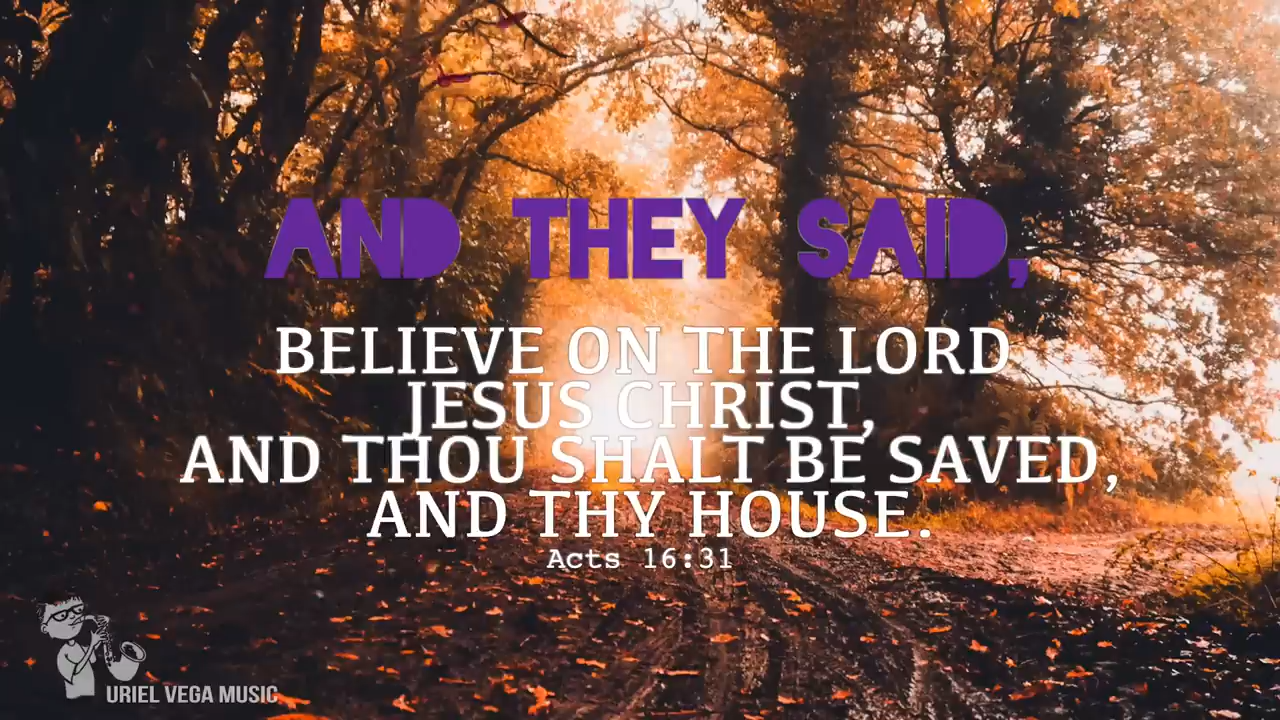 AND THEY SAID,
BELIEVE ON THE LORD
JESUS CHRIST,
AND THOU SHALT BE SAVED,
AND THY HOUSE.
Acts 16:31
URIEL VEGA MUSIC